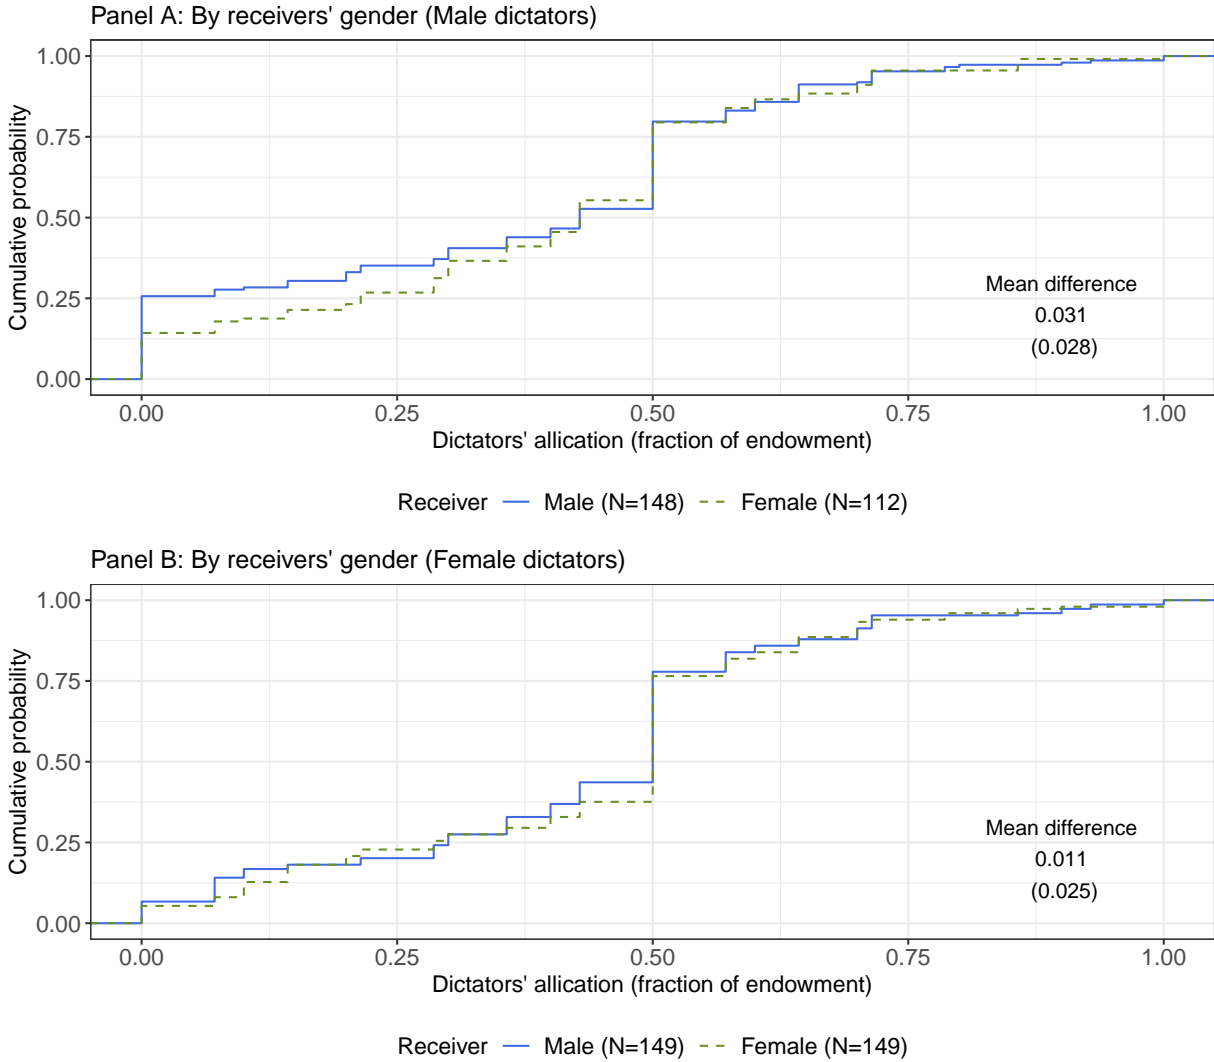 Panel A: By receivers' gender (Male dictators)
Cumulative probability
1.00
0.75
0.50
0.25
0.00
Mean difference
0.031
(0.028)
0.00 0.25 0.50 0.75 1.00
Dictators' allication (fraction of endowment)
Receiver Male (N=148) Female (N=112)
Panel B: By receivers' gender (Female dictators)
Cumulative probability
1.00
0.75
0.50
0.25
0.00
Mean difference
0.011
(0.025)
0.00 0.25 0.50 0.75 1.00
Dictators' allication (fraction of endowment)
Receiver Male (N=149) Female (N=149)